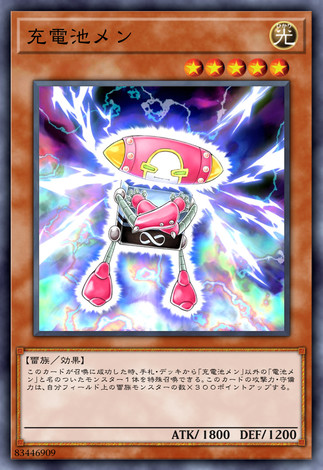 充電池メン
光
【雷族／効果】
このカードが召喚に成功した時、手札・デッキから「充電池メン」以外の「電池
メン」と名のついたモンスター１体を特殊召喚できる。このカードの攻撃力・守備
力は、自分フィールド上の雷族モンスターの数×３００ポイントアップする。
ATK/ 1800 DEF/ 1200
83446909